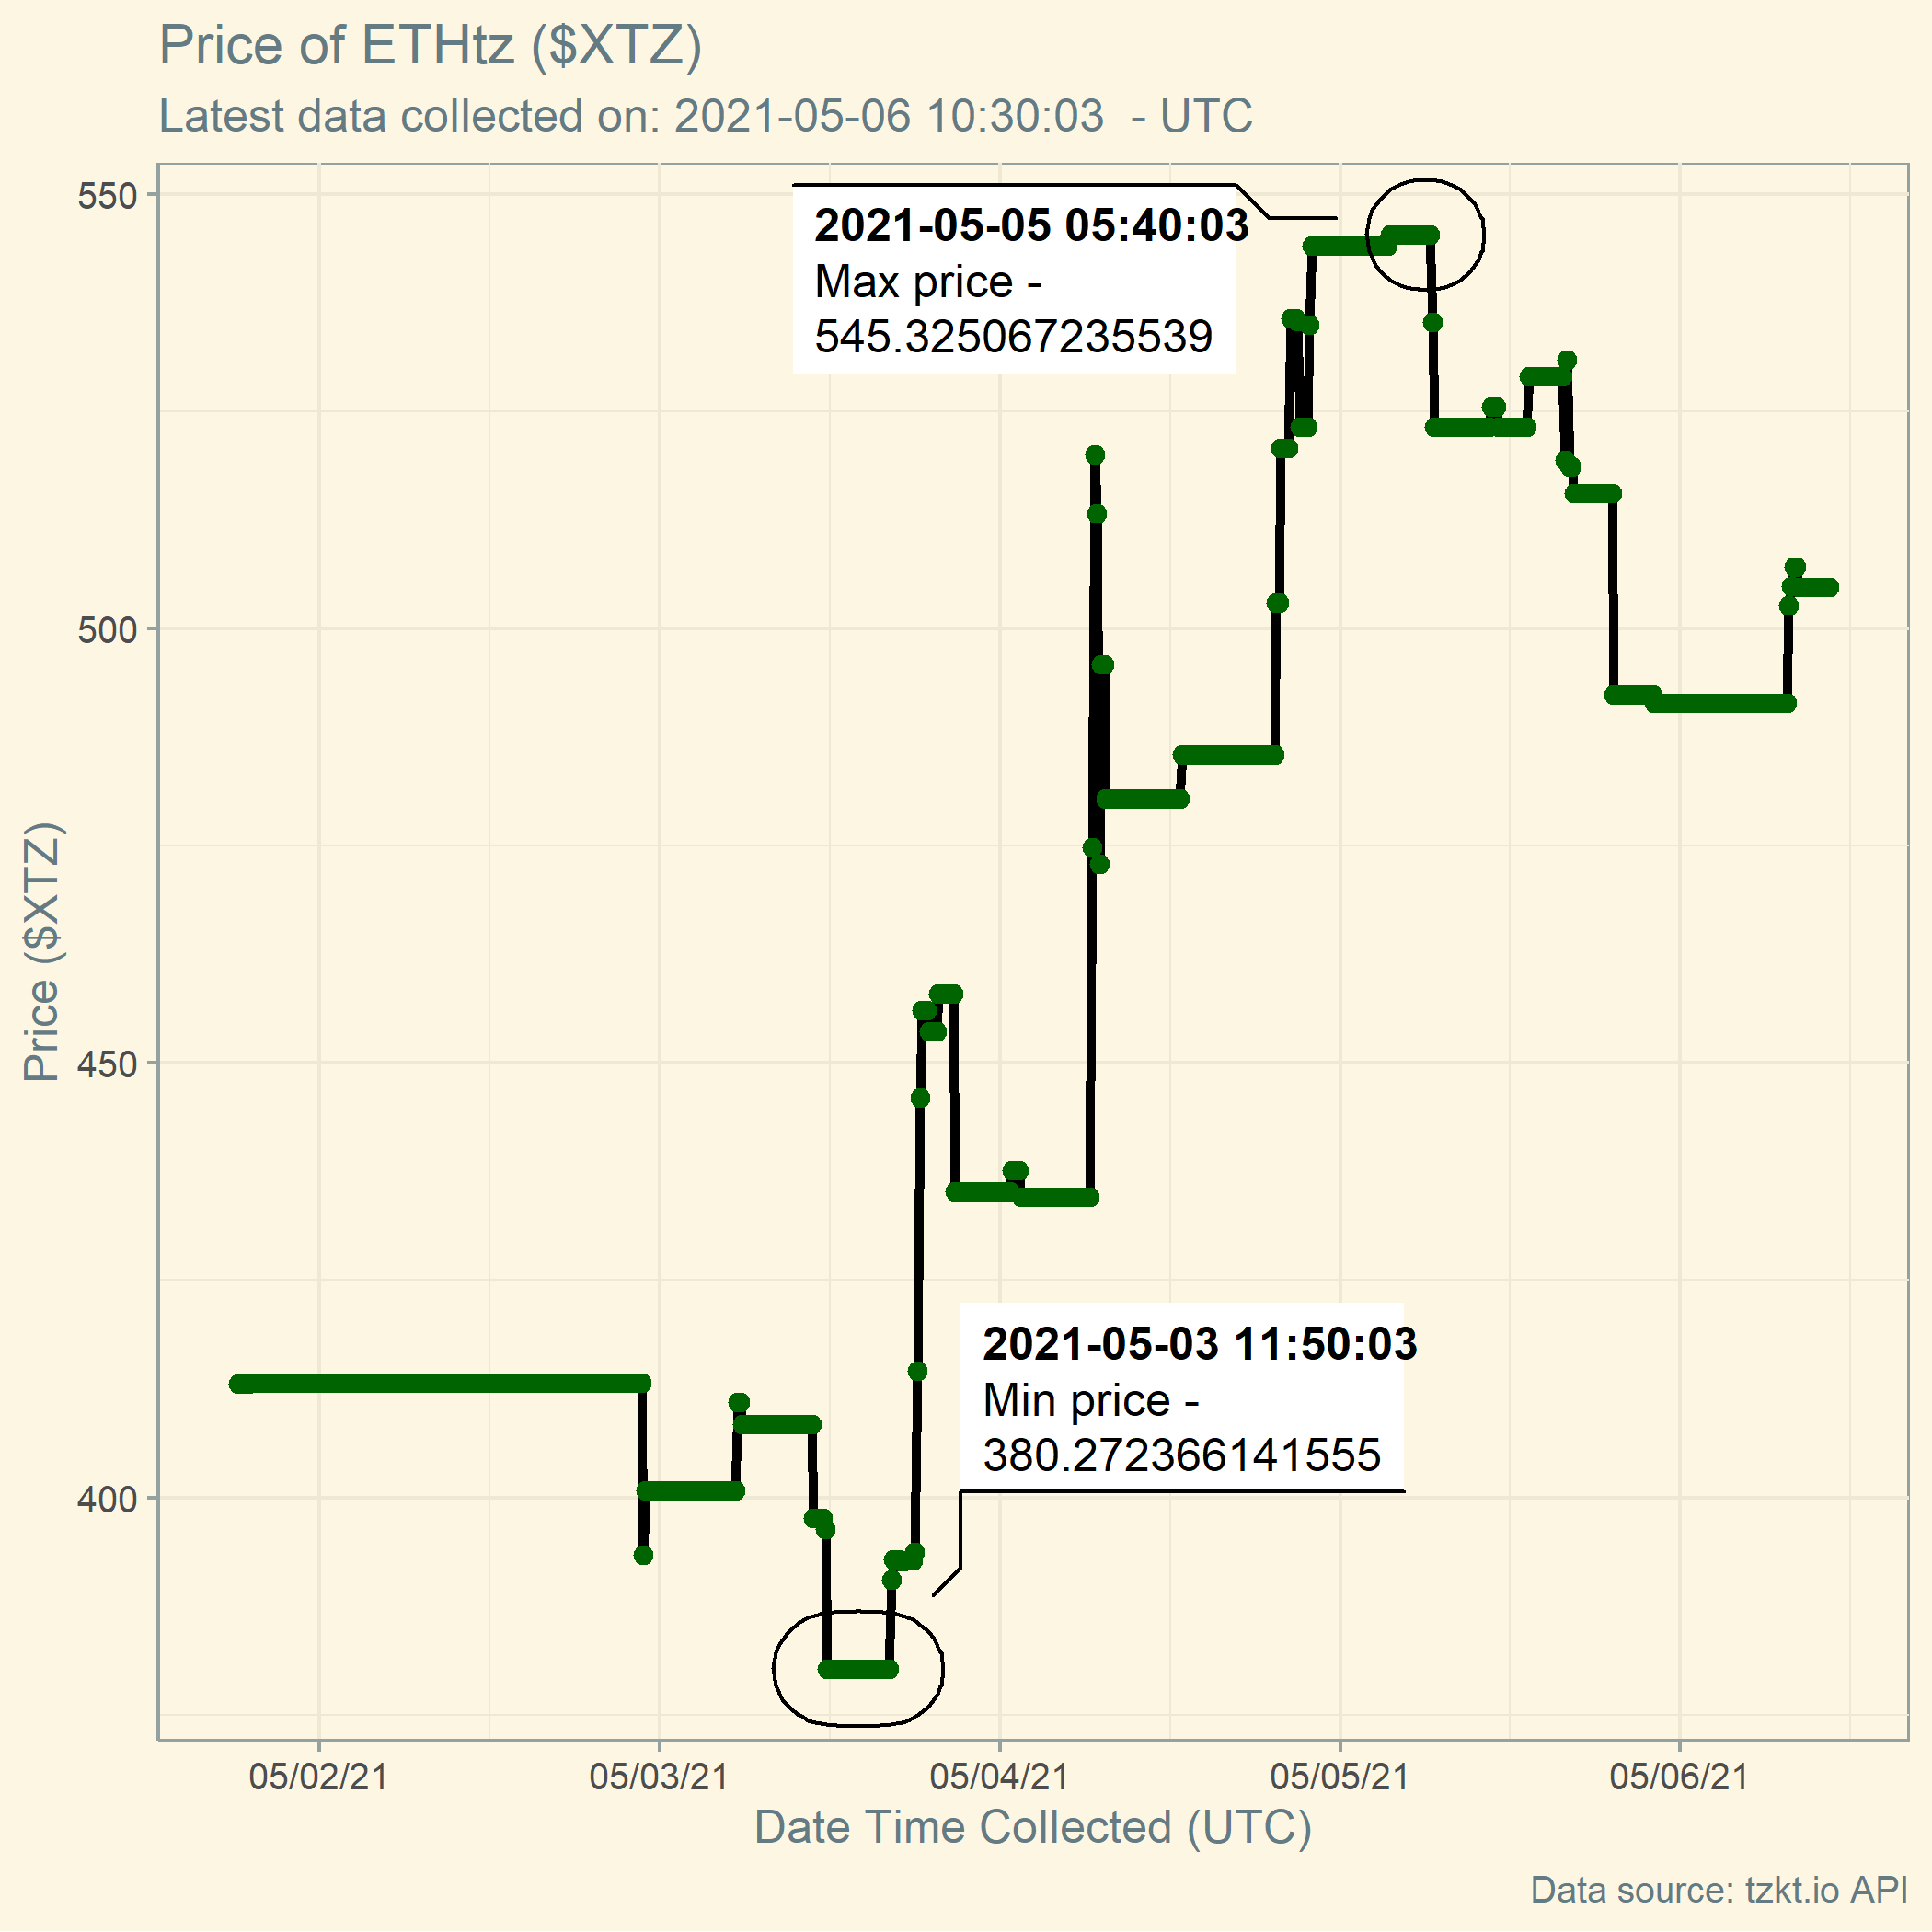 Price of ETHtz ($XTZ)
Latest data collected on: 2021-05-06 10:30:03  - UTC
550
500
450
400
Price ($XTZ)
2021-05-05 05:40:03
Max price -
545.325067235539
2021-05-03 11:50:03
Min price -
380.272366141555
05/02/21
05/03/21
05/04/21
05/05/21
05/06/21
Date Time Collected (UTC)
Data source: tzkt.io API